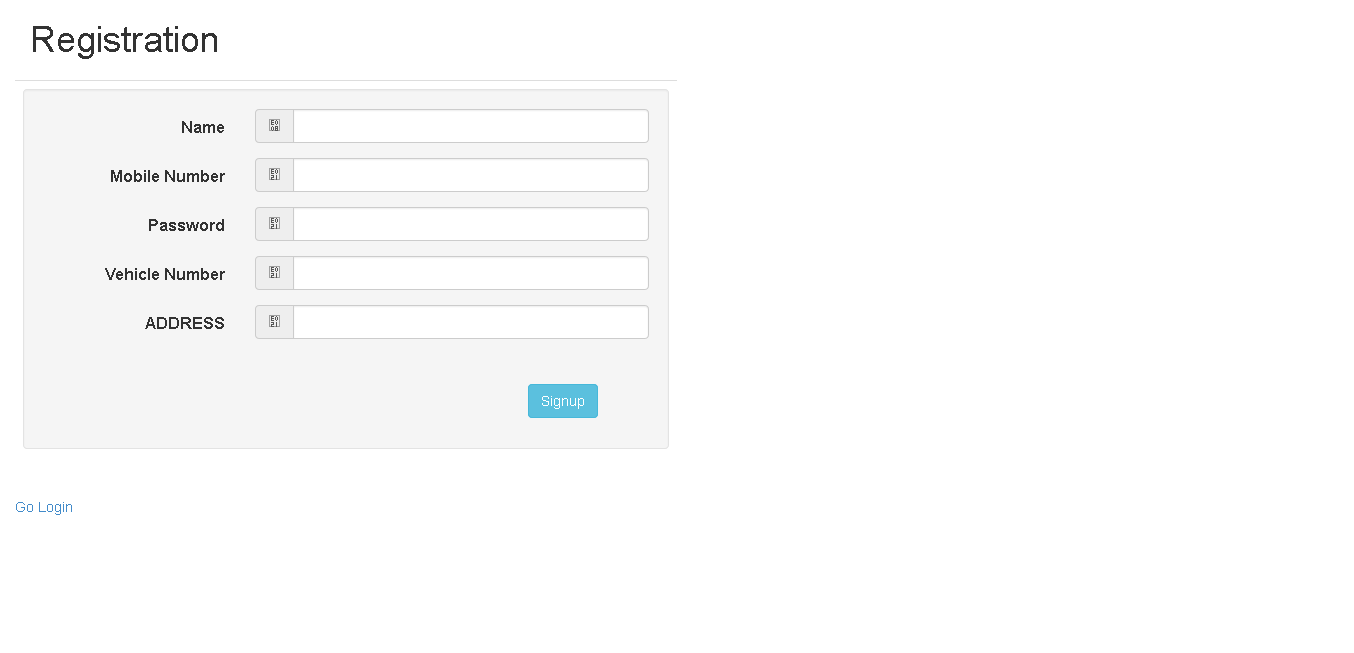 Registration
Name
Mobile Number
Password
Vehicle Number
ADDRESS
Signup
Go Login